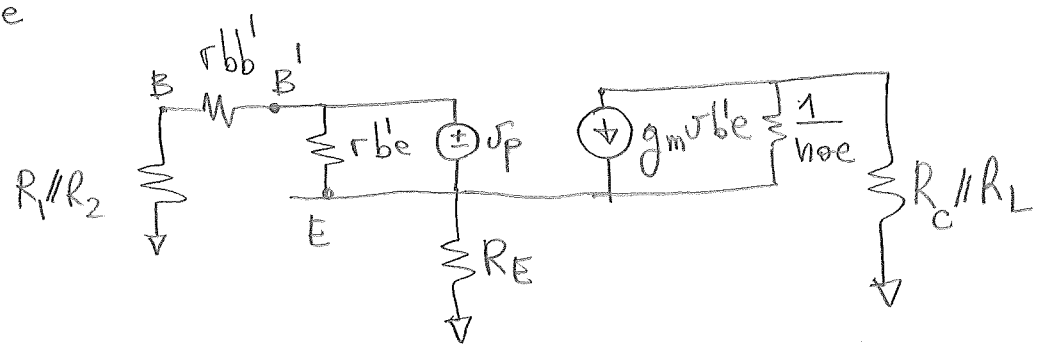 e
rbb'
B
B'
rb'e
±
vp
gmvb'e
1
hoe
R1//R2
RC//RL
E
RE